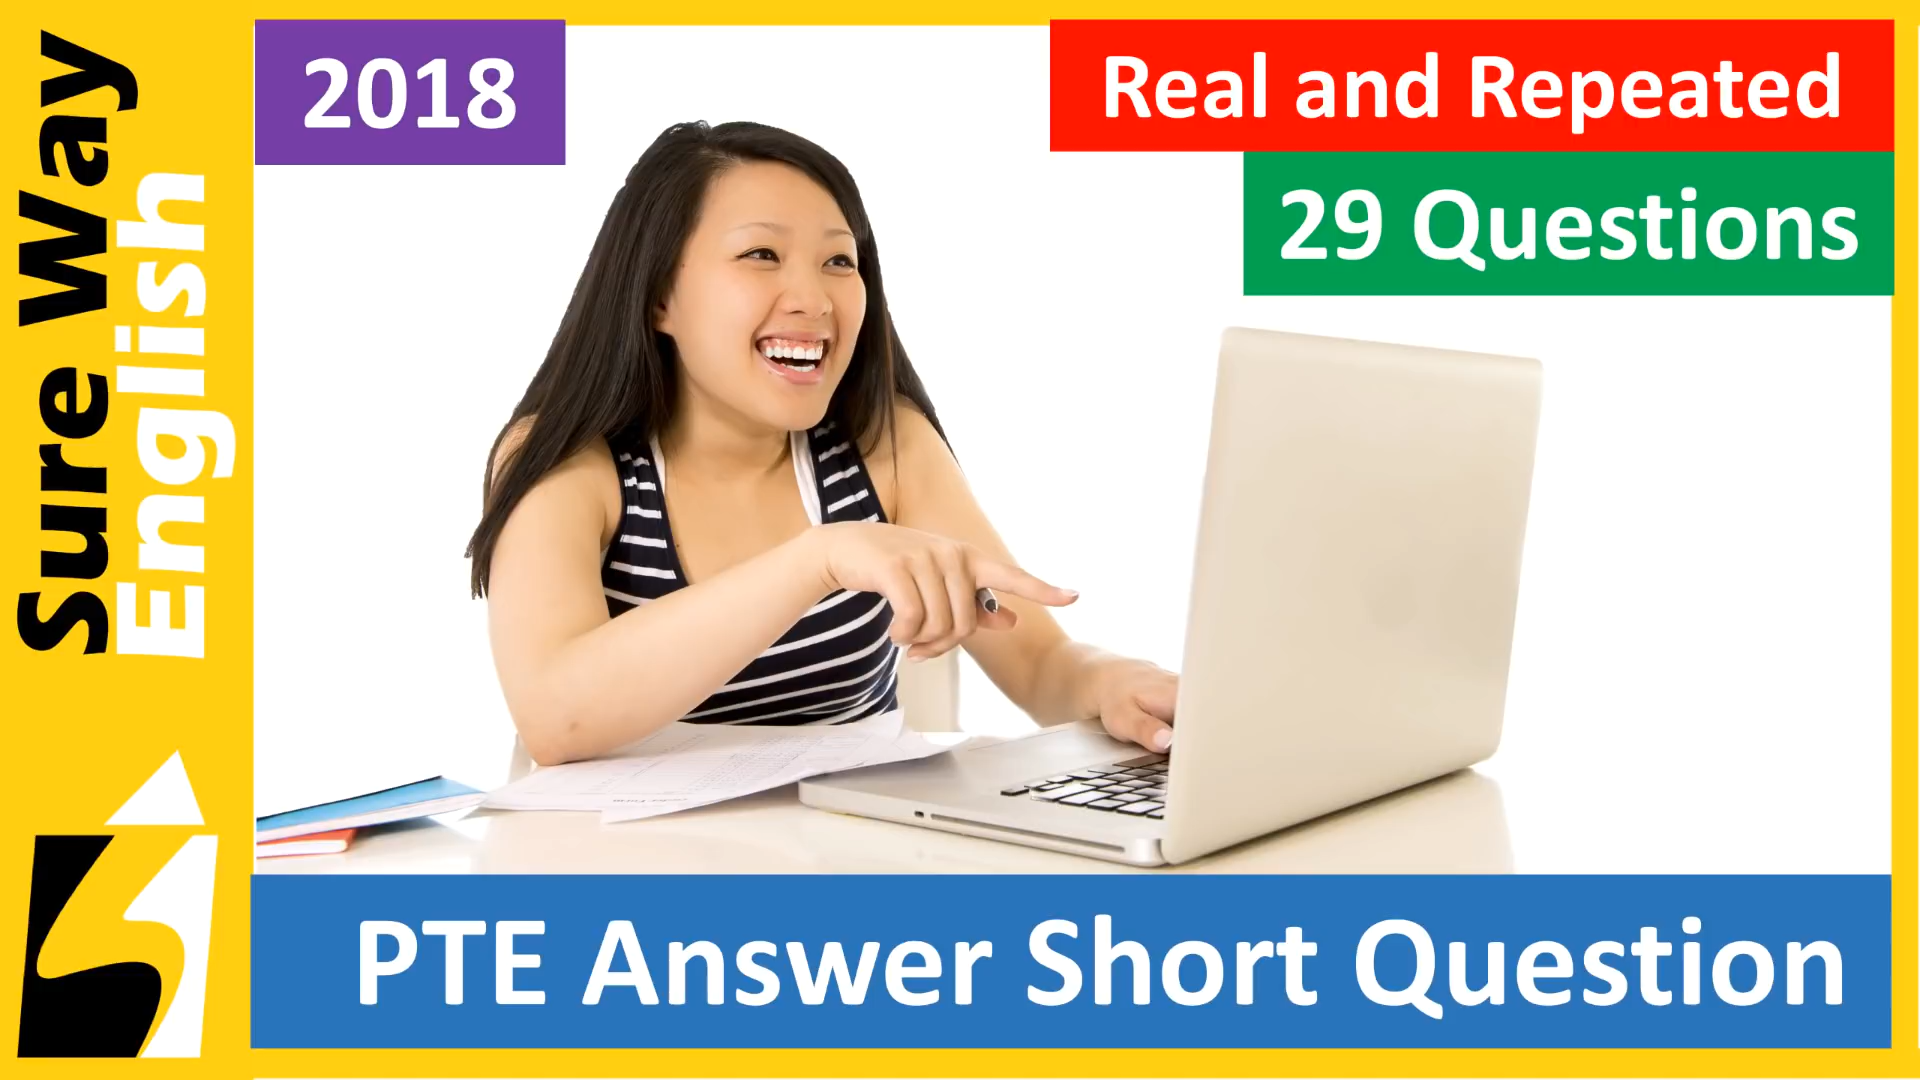 Sure Way
English
2018
Real and Repeated
29 Questions
PTE Answer Short Question